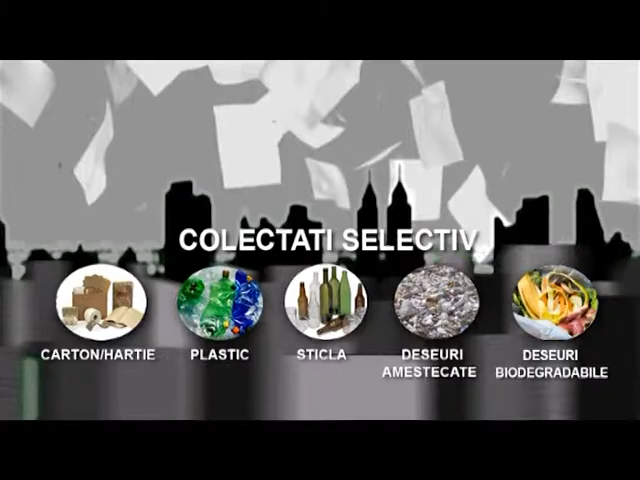 COLECTATI SELECTIV
CARTON/HARTIE
PLASTIC
STICLA
DESEURI
AMESTECATE
DESEURI
BIODEGRADABILE